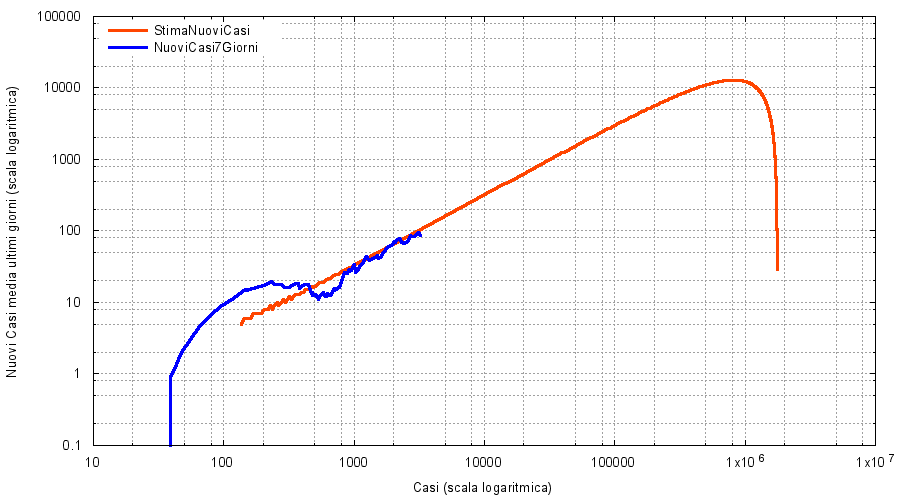 100000
10000
1000
100
10
1
0.1
StimaNuoviCasi
NuoviCasi7Giorni
Nuovi Casi media ultimi giorni (scala logaritmica)
10 100 1000 10000 100000 1x10^6 1x10^7
Casi (scala logaritmica)